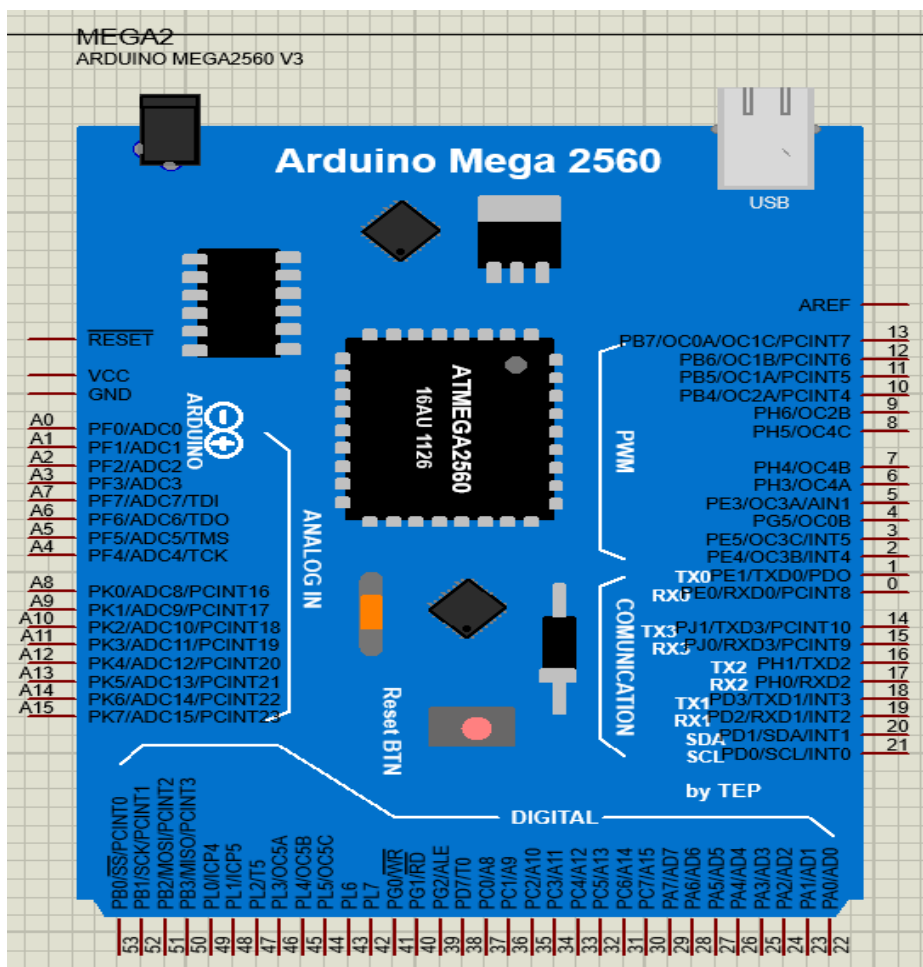 MEGA2
ARDUINO MEGA2560 V3
Arduino Mega 2560
USB
AREF
RESET
VCC
GND
A0 PF0/ADC0
A1 PF1/ADC1
A2 PF2/ADC2
A3 PF3/ADC3
A7 PF7/ADC7/TDI
A6 PF6/ADC6/TDO
A5 PF5/ADC5/TMS
A4 PF4/ADC4/TCK
A8 PK0/ADC8/PCINT16
A9 PK1/ADC9/PCINT17
A10 PK2/ADC10/PCINT18
A11 PK3/ADC11/PCINT19
A12 PK4/ADC12/PCINT20
A13 PK5/ADC13/PCINT21
A14 PK6/ADC14/PCINT22
A15 PK7/ADC15/PCINT23
ARDUINO
ANALOG IN
ATMEGA2560
16AU 1126
Reset BTN
PWM
COMUNICATION
PB7/OC0A/OC1C/PCINT7 13
PB6/OC1B/PCINT6 12
PB5/OC1A/PCINT5 11
PB4/OC2A/PCINT4 10
PH6/OC2B 9
PH5/OC4C 8
PH4/OC4B 7
PH3/OC4A 6
PE3/OC3A/AIN1 5
PG5/OC0B 4
PE5/OC3C/INT5 3
PE4/OC3B/INT4 2
TX0 PE1/TXD0/PDO 1
RX0 PE0/RXD0/PCINT8 0
TX3 PJ1/TXD3/PCINT10 14
RX3 PJ0/RXD3/PCINT9 15
TX2 PH1/TXD2 16
RX2 PH0/RXD2 17
TX1 PD3/TXD1/INT3 18
RX1 PD2/RXD1/INT2 19
SDA PD1/SDA/INT1 20
SCL PD0/SCL/INT0 21
by TEP
DIGITAL
PB0/SS/PCINT0 53
PB1/SCK/PCINT1 52
PB2/MOSI/PCINT2 51
PB3/MISO/PCINT3 50
PL0/ICP4 49
PL1/ICP5 48
PL2/T5 47
PL3/OC5A 46
PL4/OC5B 45
PL5/OC5C 44
PL6 43
PL7 42
PG0/WR 41
PG1/RD 40
PG2/ALE 39
PD7/T0 38
PC0/A8 37
PC1/A9 36
PC2/A10 35
PC3/A11 34
PC4/A12 33
PC5/A13 32
PC6/A14 31
PC7/A15 30
PA7/AD7 29
PA6/AD6 28
PA5/AD5 27
PA4/AD4 26
PA3/AD3 25
PA2/AD2 24
PA1/AD1 23
PA0/AD0 22